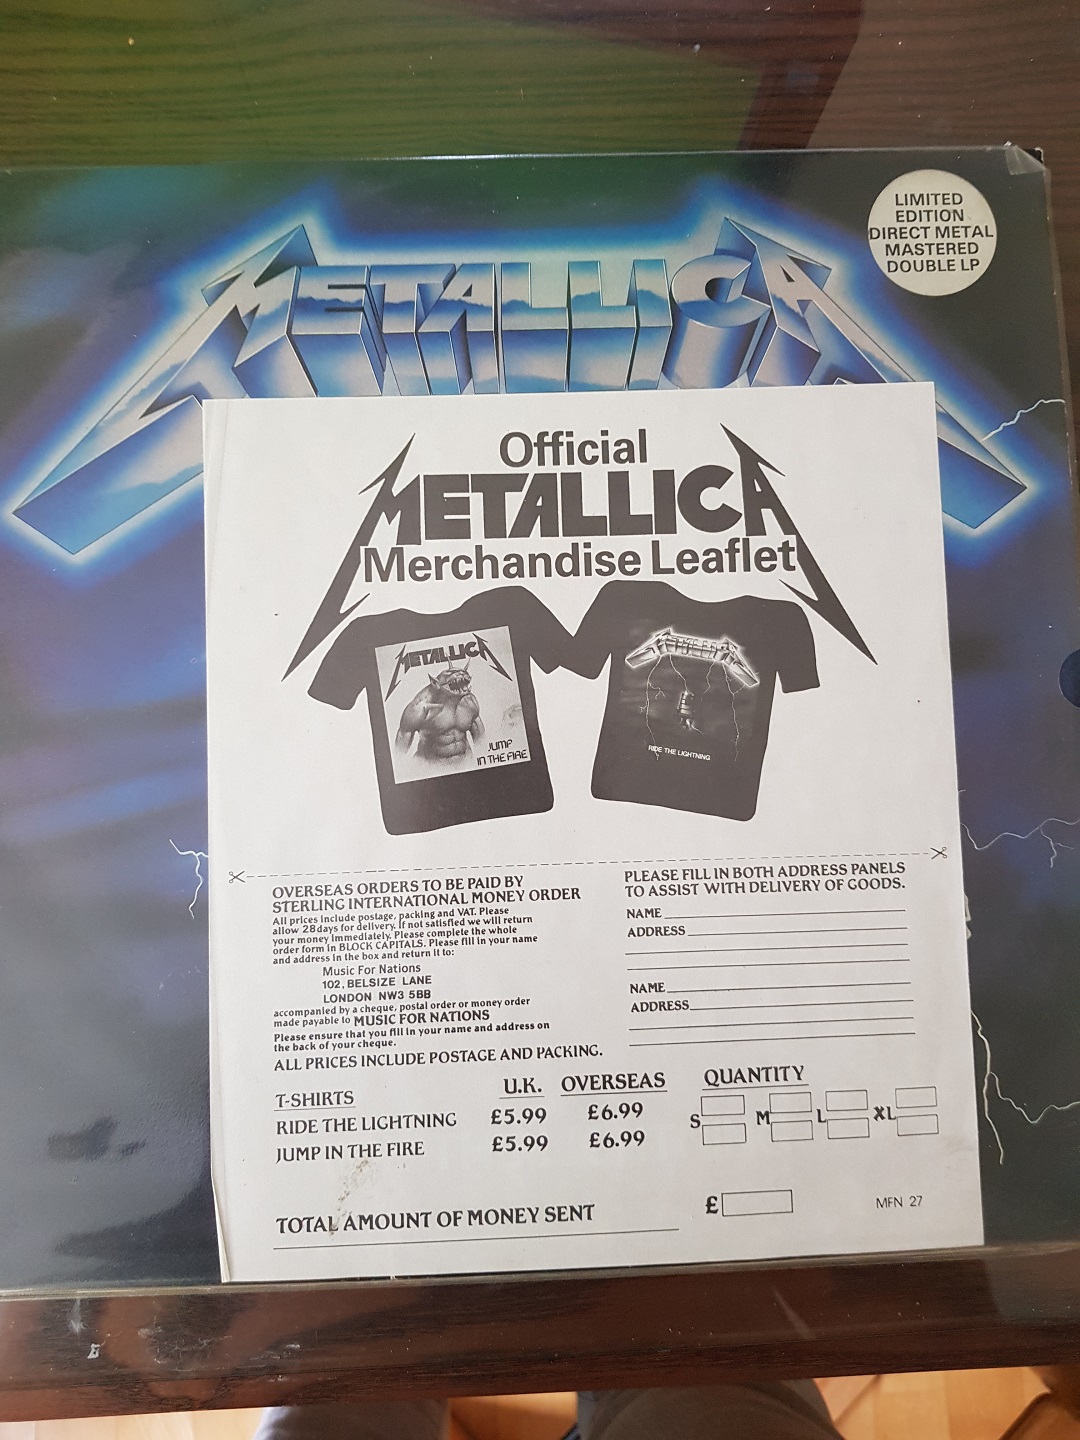 METALLICA
LIMITED
EDITION
DIRECT METAL
MASTERED
DOUBLE LP
Official
METALLICA
Merchandise Leaflet
METALLICA
JUMP
IN THE FIRE
METALLICA
RIDE THE LIGHTNING
OVERSEAS ORDERS TO BE PAID BY
STERLING INTERNATIONAL MONEY ORDER
All prices include postage, packing and VAT. Please
allow 28 days for delivery. If not satisfied we will return
your money immediately. Please complete the whole
order form in BLOCK CAPITALS. Please fill in your name
and address in the box and return it to:
Music For Nations
102, BELSIZE LANE
LONDON NW3 5BB
accompanied by a cheque, postal order or money order
made payable to MUSIC FOR NATIONS
Please ensure that you fill in your name and address on
the back of your cheque.
ALL PRICES INCLUDE POSTAGE AND PACKING.
PLEASE FILL IN BOTH ADDRESS PANELS
TO ASSIST WITH DELIVERY OF GOODS.
NAME
ADDRESS
NAME
ADDRESS
T-SHIRTS U.K. OVERSEAS QUANTITY
RIDE THE LIGHTNING £5.99 £6.99
JUMP IN THE FIRE £5.99 £6.99
S M L XL
TOTAL AMOUNT OF MONEY SENT £
MFN 27